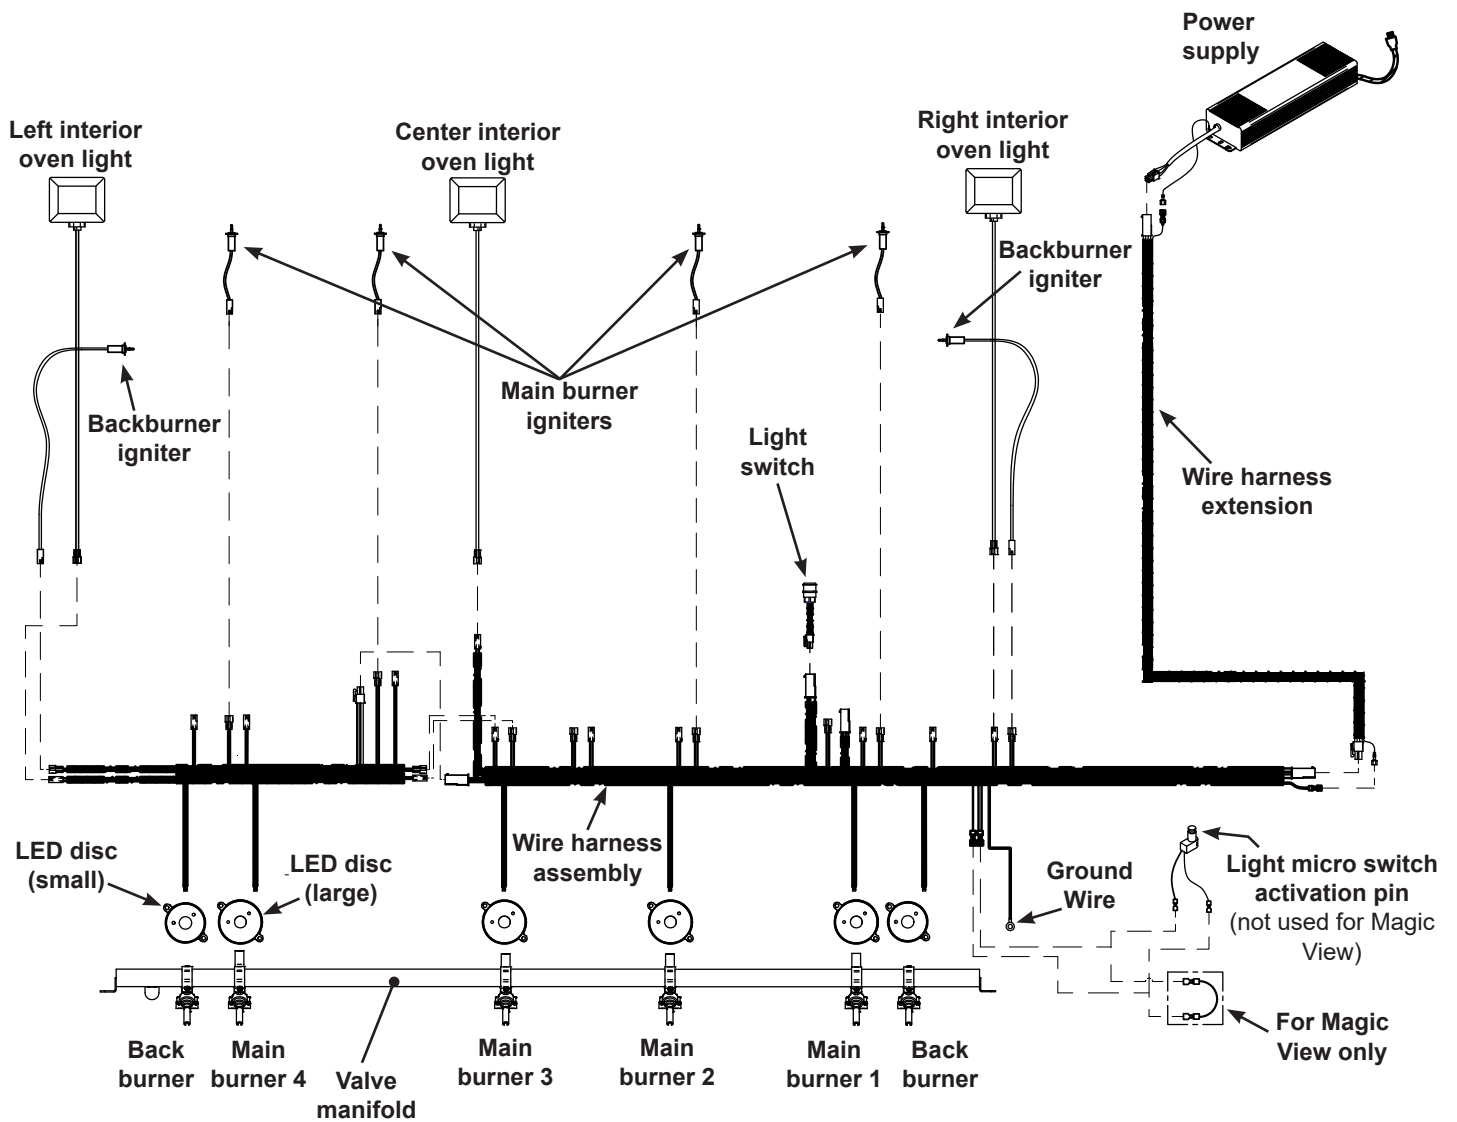 Power
supply
Left interior
oven light
Center interior
oven light
Right interior
oven light
Backburner
igniter
Main burner
igniters
Backburner
igniter
Light
switch
Wire harness
extension
Wire harness
assembly
LED disc
(small)
LED disc
(large)
Ground
Wire
Light micro switch
activation pin
(not used for Magic
View)
For Magic
View only
Back
burner
Main
burner 4
Valve
manifold
Main
burner 3
Main
burner 2
Main
burner 1
Back
burner